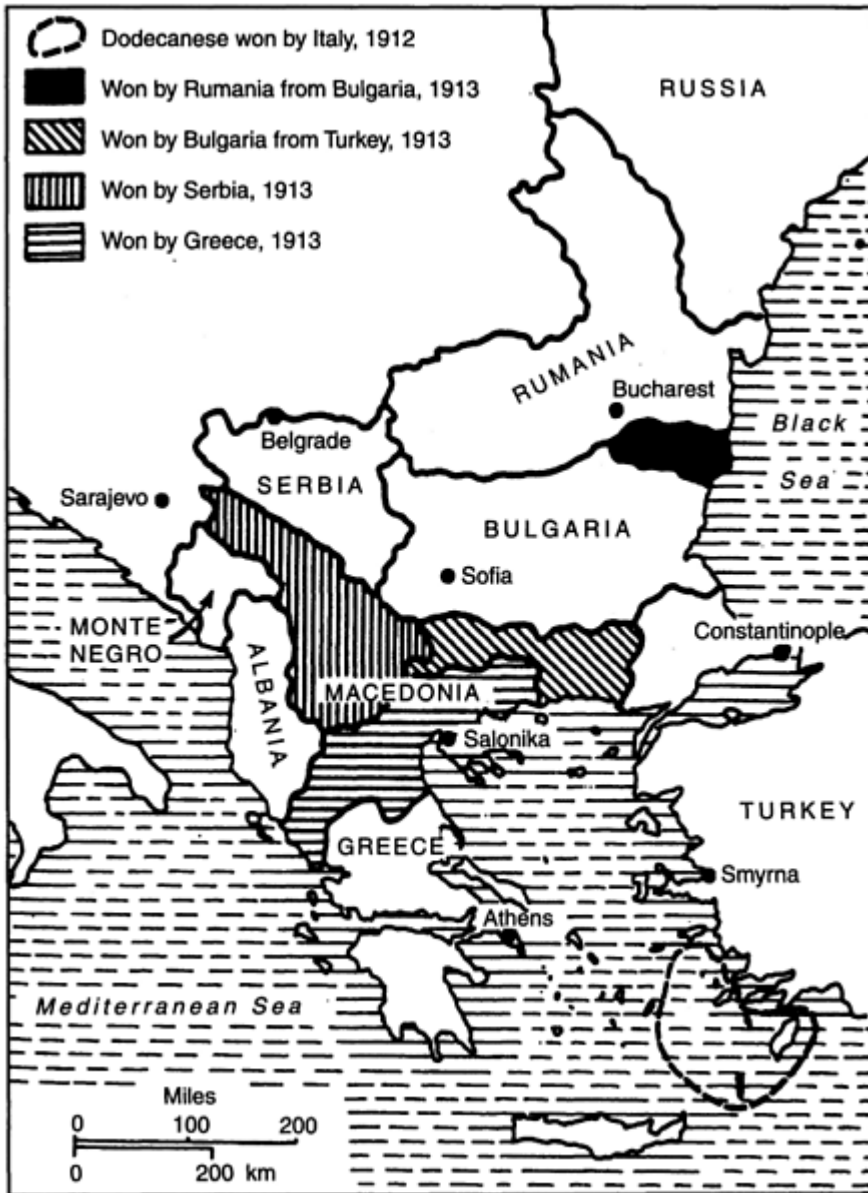 Dodecanese won by Italy, 1912
Won by Rumania from Bulgaria, 1913
Won by Bulgaria from Turkey, 1913
Won by Serbia, 1913
Won by Greece, 1913
RUSSIA
RUMANIA
Bucharest
Black
Sea
Belgrade
SERBIA
Sarajevo
BULGARIA
Sofia
MONTE
NEGRO
Constantinople
ALBANIA
MACEDONIA
Salonika
TURKEY
GREECE
Smyrna
Athens
Mediterranean Sea
Miles
0 100 200
0 200 km